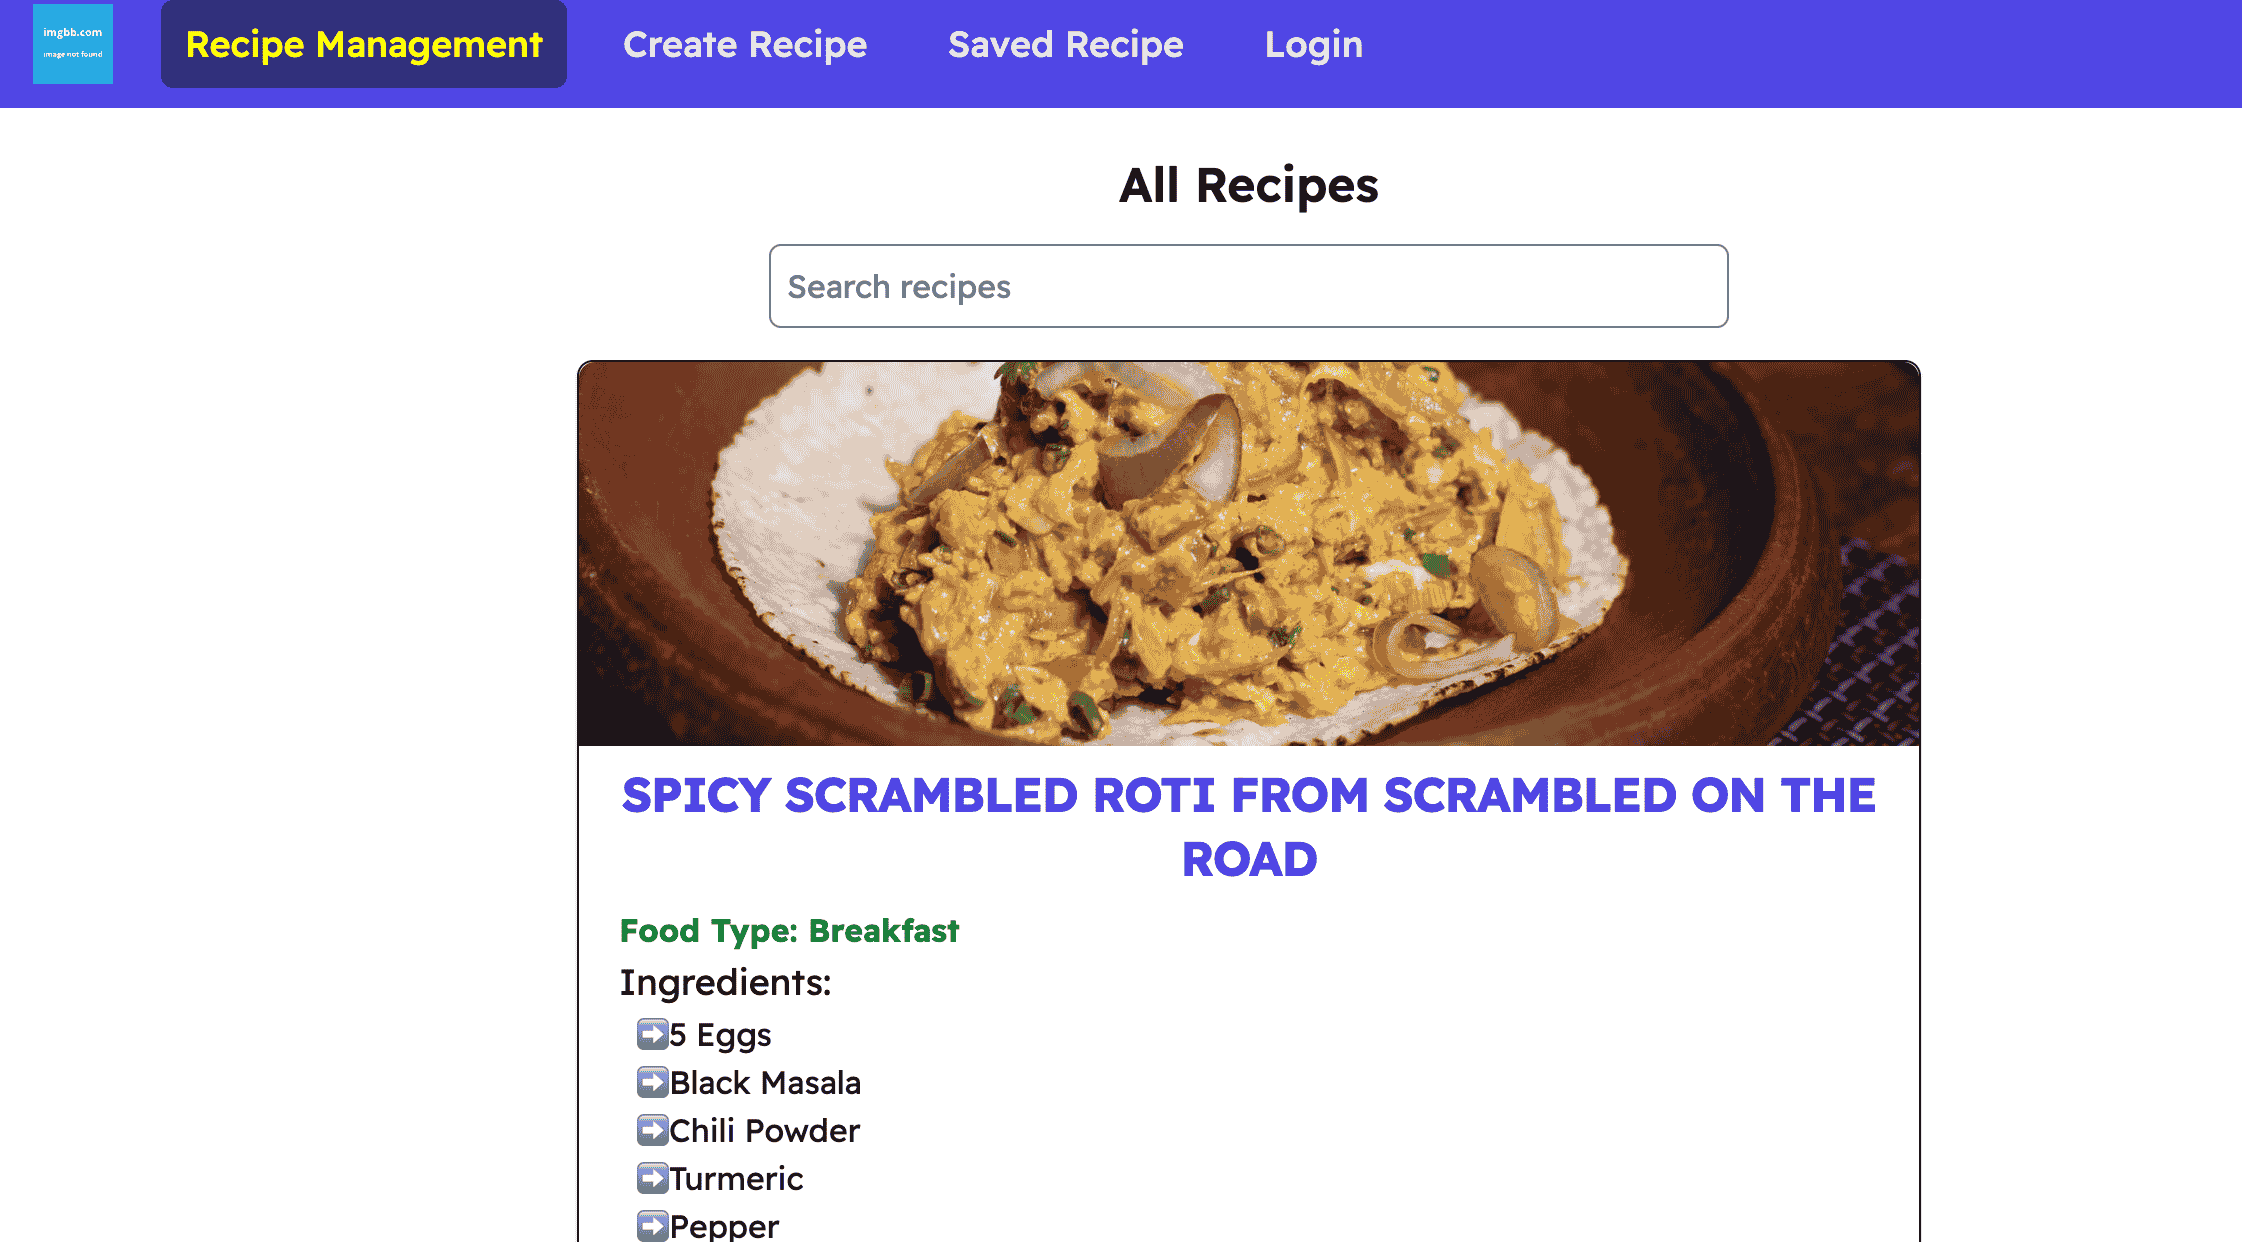 imgbb.com
image not found
Recipe Management
Create Recipe
Saved Recipe
Login
All Recipes
Search recipes
SPICY SCRAMBLED ROTI FROM SCRAMBLED ON THE
ROAD
Food Type: Breakfast
Ingredients:
➡5 Eggs
➡Black Masala
➡Chili Powder
➡Turmeric
➡Pepper